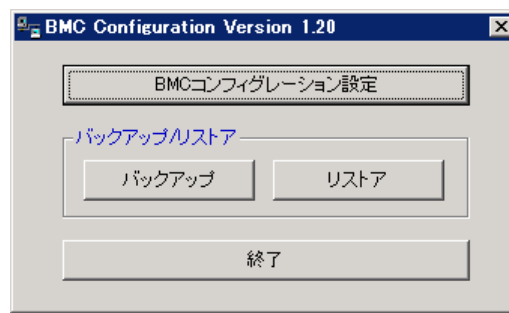 BMC Configuration Version 1.20
BMCコンフィグレーション設定
バックアップ/リストア
バックアップ
リストア
終了